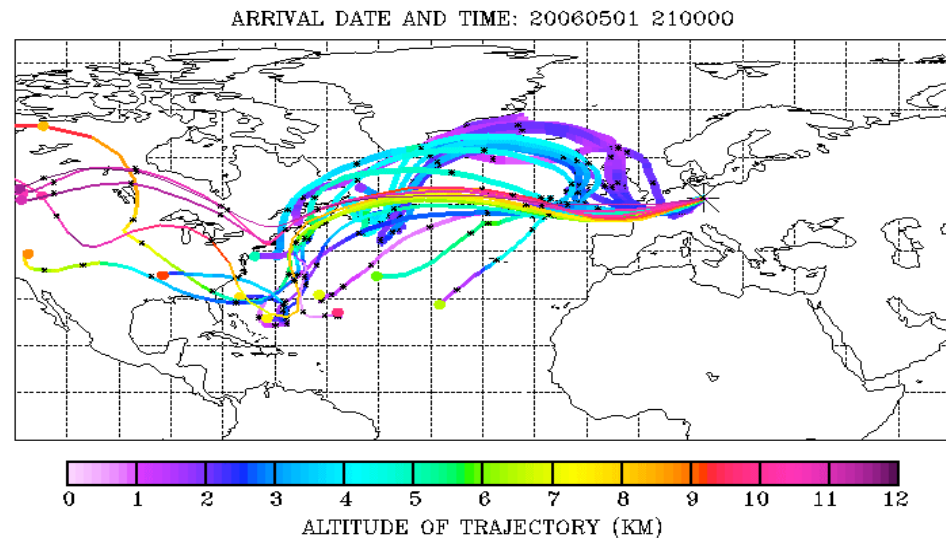 ARRIVAL DATE AND TIME: 20060501 210000
0 1 2 3 4 5 6 7 8 9 10 11 12
ALTITUDE OF TRAJECTORY (KM)